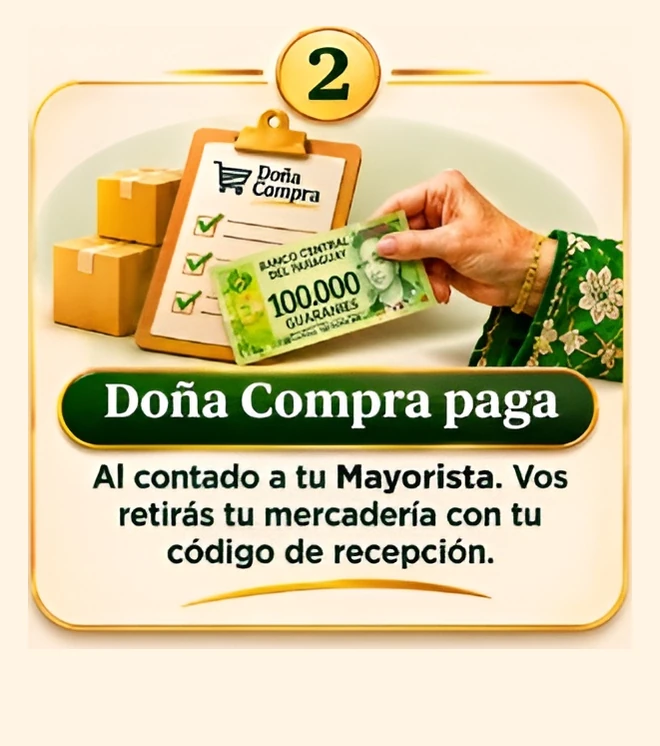 2
Doña
Compra
BANCO CENTRAL
DEL PARAGUAY
100.000
GUARANIES
Doña Compra paga
Al contado a tu Mayorista. Vos
retirás tu mercadería con tu
código de recepción.